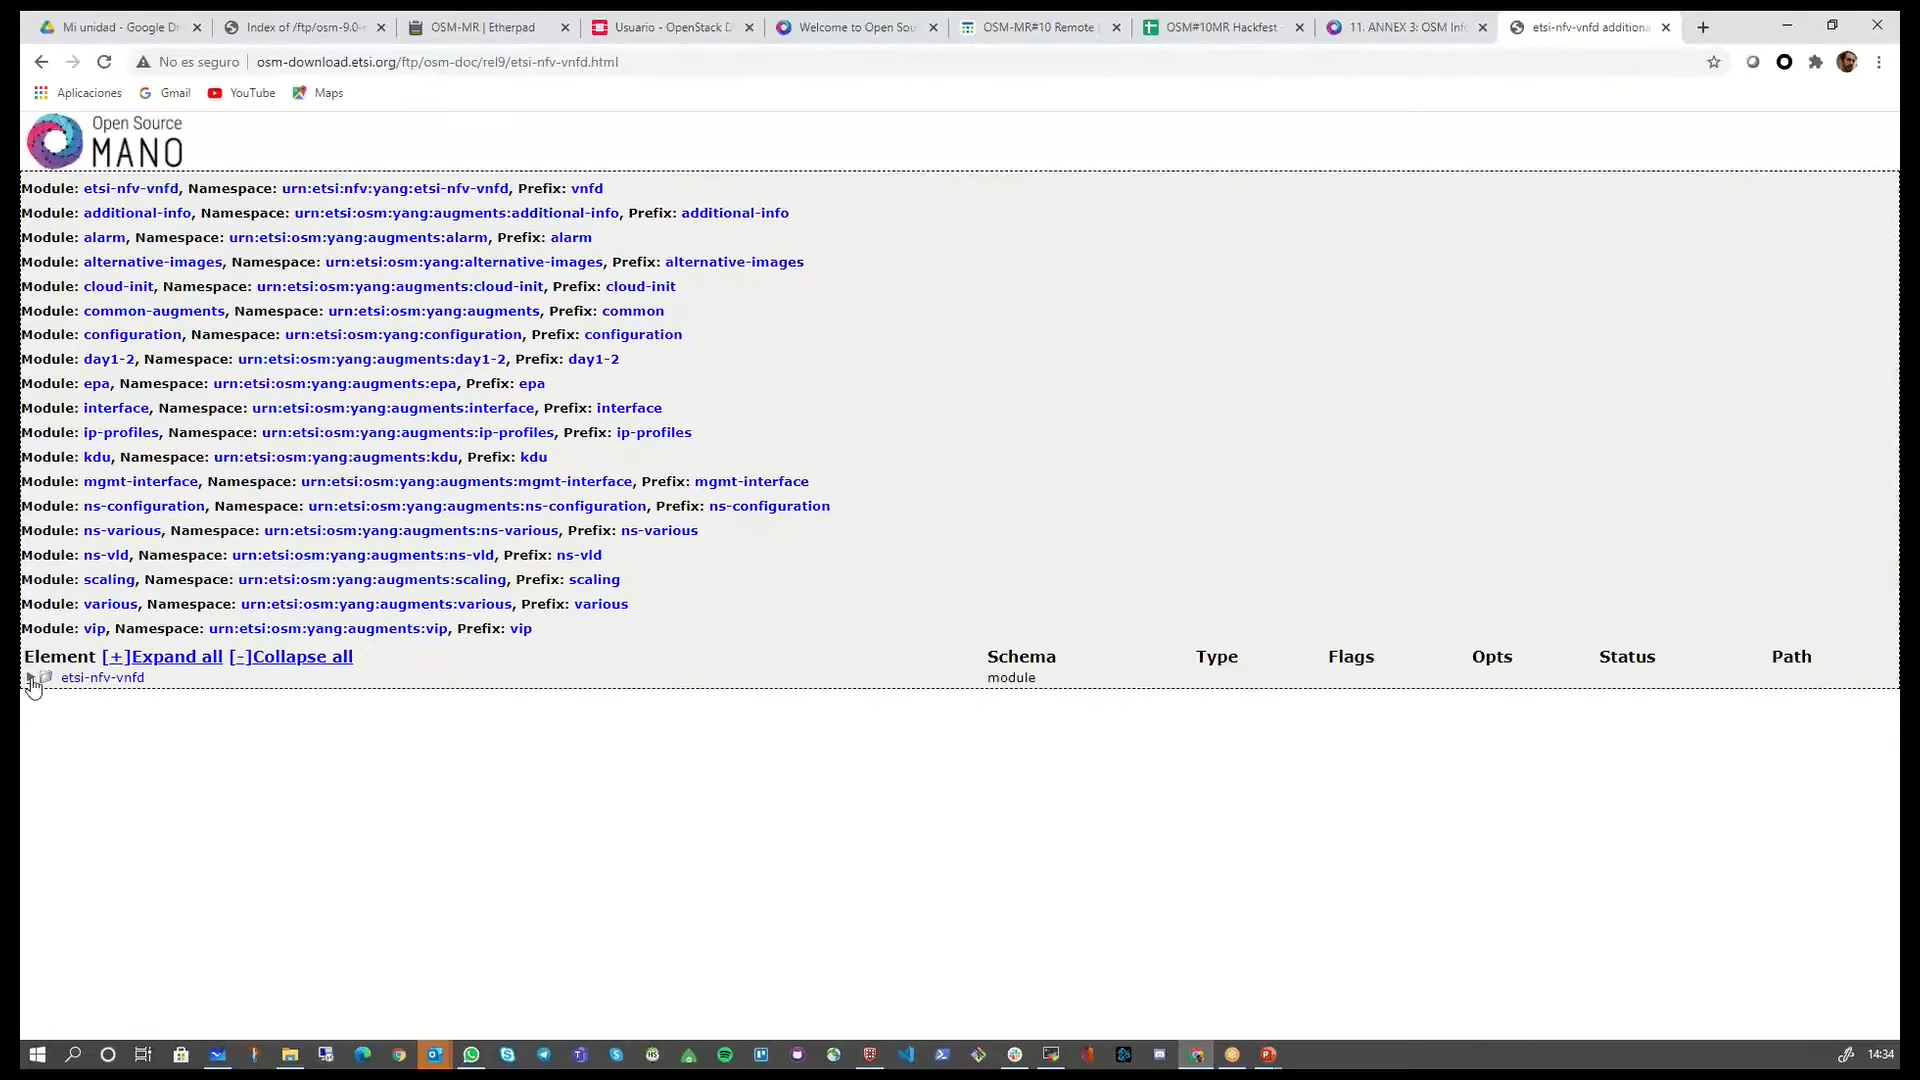 Mi unidad - Google Dr
Index of /ftp/osm-9.0-
OSM-MR | Etherpad
Usuario - OpenStack D
Welcome to Open Sou
OSM-MR#10 Remote
OSM#10MR Hackfest -
11. ANNEX 3: OSM Info
etsi-nfv-vnfd additiona
No es seguro
osm-download.etsi.org/ftp/osm-doc/rel9/etsi-nfv-vnfd.html
Aplicaciones
Gmail
YouTube
Maps
Open Source
MANO
Module: etsi-nfv-vnfd, Namespace: urn:etsi:nfv:yang:etsi-nfv-vnfd, Prefix: vnfd
Module: additional-info, Namespace: urn:etsi:osm:yang:augments:additional-info, Prefix: additional-info
Module: alarm, Namespace: urn:etsi:osm:yang:augments:alarm, Prefix: alarm
Module: alternative-images, Namespace: urn:etsi:osm:yang:alternative-images, Prefix: alternative-images
Module: cloud-init, Namespace: urn:etsi:osm:yang:augments:cloud-init, Prefix: cloud-init
Module: common-augments, Namespace: urn:etsi:osm:yang:augments, Prefix: common
Module: configuration, Namespace: urn:etsi:osm:yang:configuration, Prefix: configuration
Module: day1-2, Namespace: urn:etsi:osm:yang:augments:day1-2, Prefix: day1-2
Module: epa, Namespace: urn:etsi:osm:yang:augments:epa, Prefix: epa
Module: interface, Namespace: urn:etsi:osm:yang:augments:interface, Prefix: interface
Module: ip-profiles, Namespace: urn:etsi:osm:yang:augments:ip-profiles, Prefix: ip-profiles
Module: kdu, Namespace: urn:etsi:osm:yang:augments:kdu, Prefix: kdu
Module: mgmt-interface, Namespace: urn:etsi:osm:yang:augments:mgmt-interface, Prefix: mgmt-interface
Module: ns-configuration, Namespace: urn:etsi:osm:yang:augments:ns-configuration, Prefix: ns-configuration
Module: ns-various, Namespace: urn:etsi:osm:yang:augments:ns-various, Prefix: ns-various
Module: ns-vld, Namespace: urn:etsi:osm:yang:augments:ns-vld, Prefix: ns-vld
Module: scaling, Namespace: urn:etsi:osm:yang:augments:scaling, Prefix: scaling
Module: various, Namespace: urn:etsi:osm:yang:augments:various, Prefix: various
Module: vip, Namespace: urn:etsi:osm:yang:augments:vip, Prefix: vip
Element [+]Expand all [-]Collapse all Schema Type Flags Opts Status Path
etsi-nfv-vnfd module
14:34